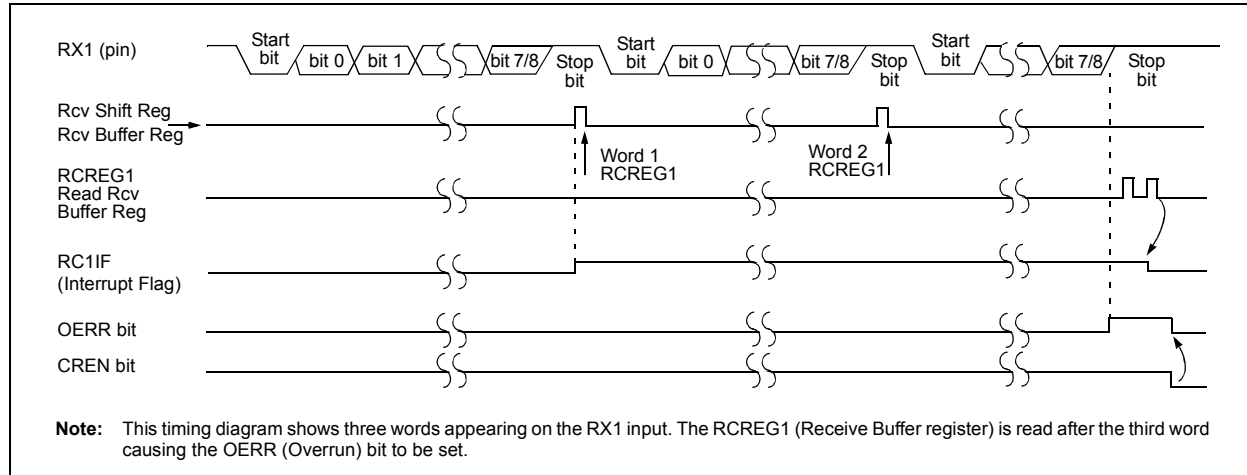 RX1 (pin)
Start bit
bit 0
bit 1
bit 7/8
Stop bit
Start bit
bit 0
bit 7/8
Stop bit
Start bit
bit 7/8
Stop bit
Rcv Shift Reg
Rcv Buffer Reg
Word 1
RCREG1
Word 2
RCREG1
RCREG1
Read Rcv
Buffer Reg
RC1IF
(Interrupt Flag)
OERR bit
CREN bit
Note: This timing diagram shows three words appearing on the RX1 input. The RCREG1 (Receive Buffer register) is read after the third word
causing the OERR (Overrun) bit to be set.